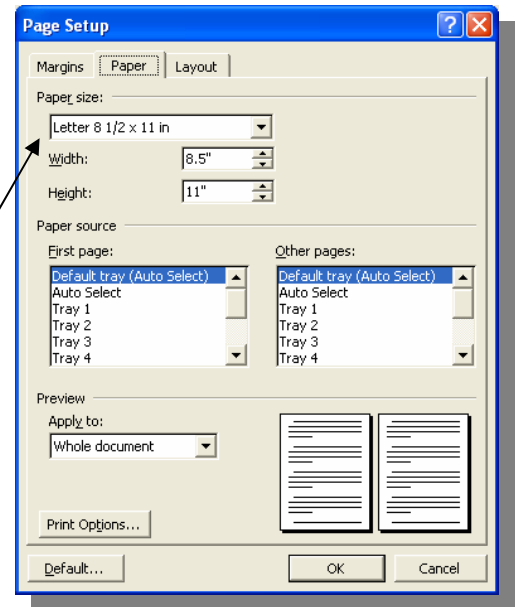 Page Setup
Margins Paper Layout
Paper size:
Letter 8 1/2 x 11 in
Width: 8.5"
Height: 11"
Paper source
First page: Other pages:
Default tray (Auto Select) Default tray (Auto Select)
Auto Select Auto Select
Tray 1 Tray 1
Tray 2 Tray 2
Tray 3 Tray 3
Tray 4 Tray 4
Preview
Apply to:
Whole document
Print Options...
Default... OK Cancel